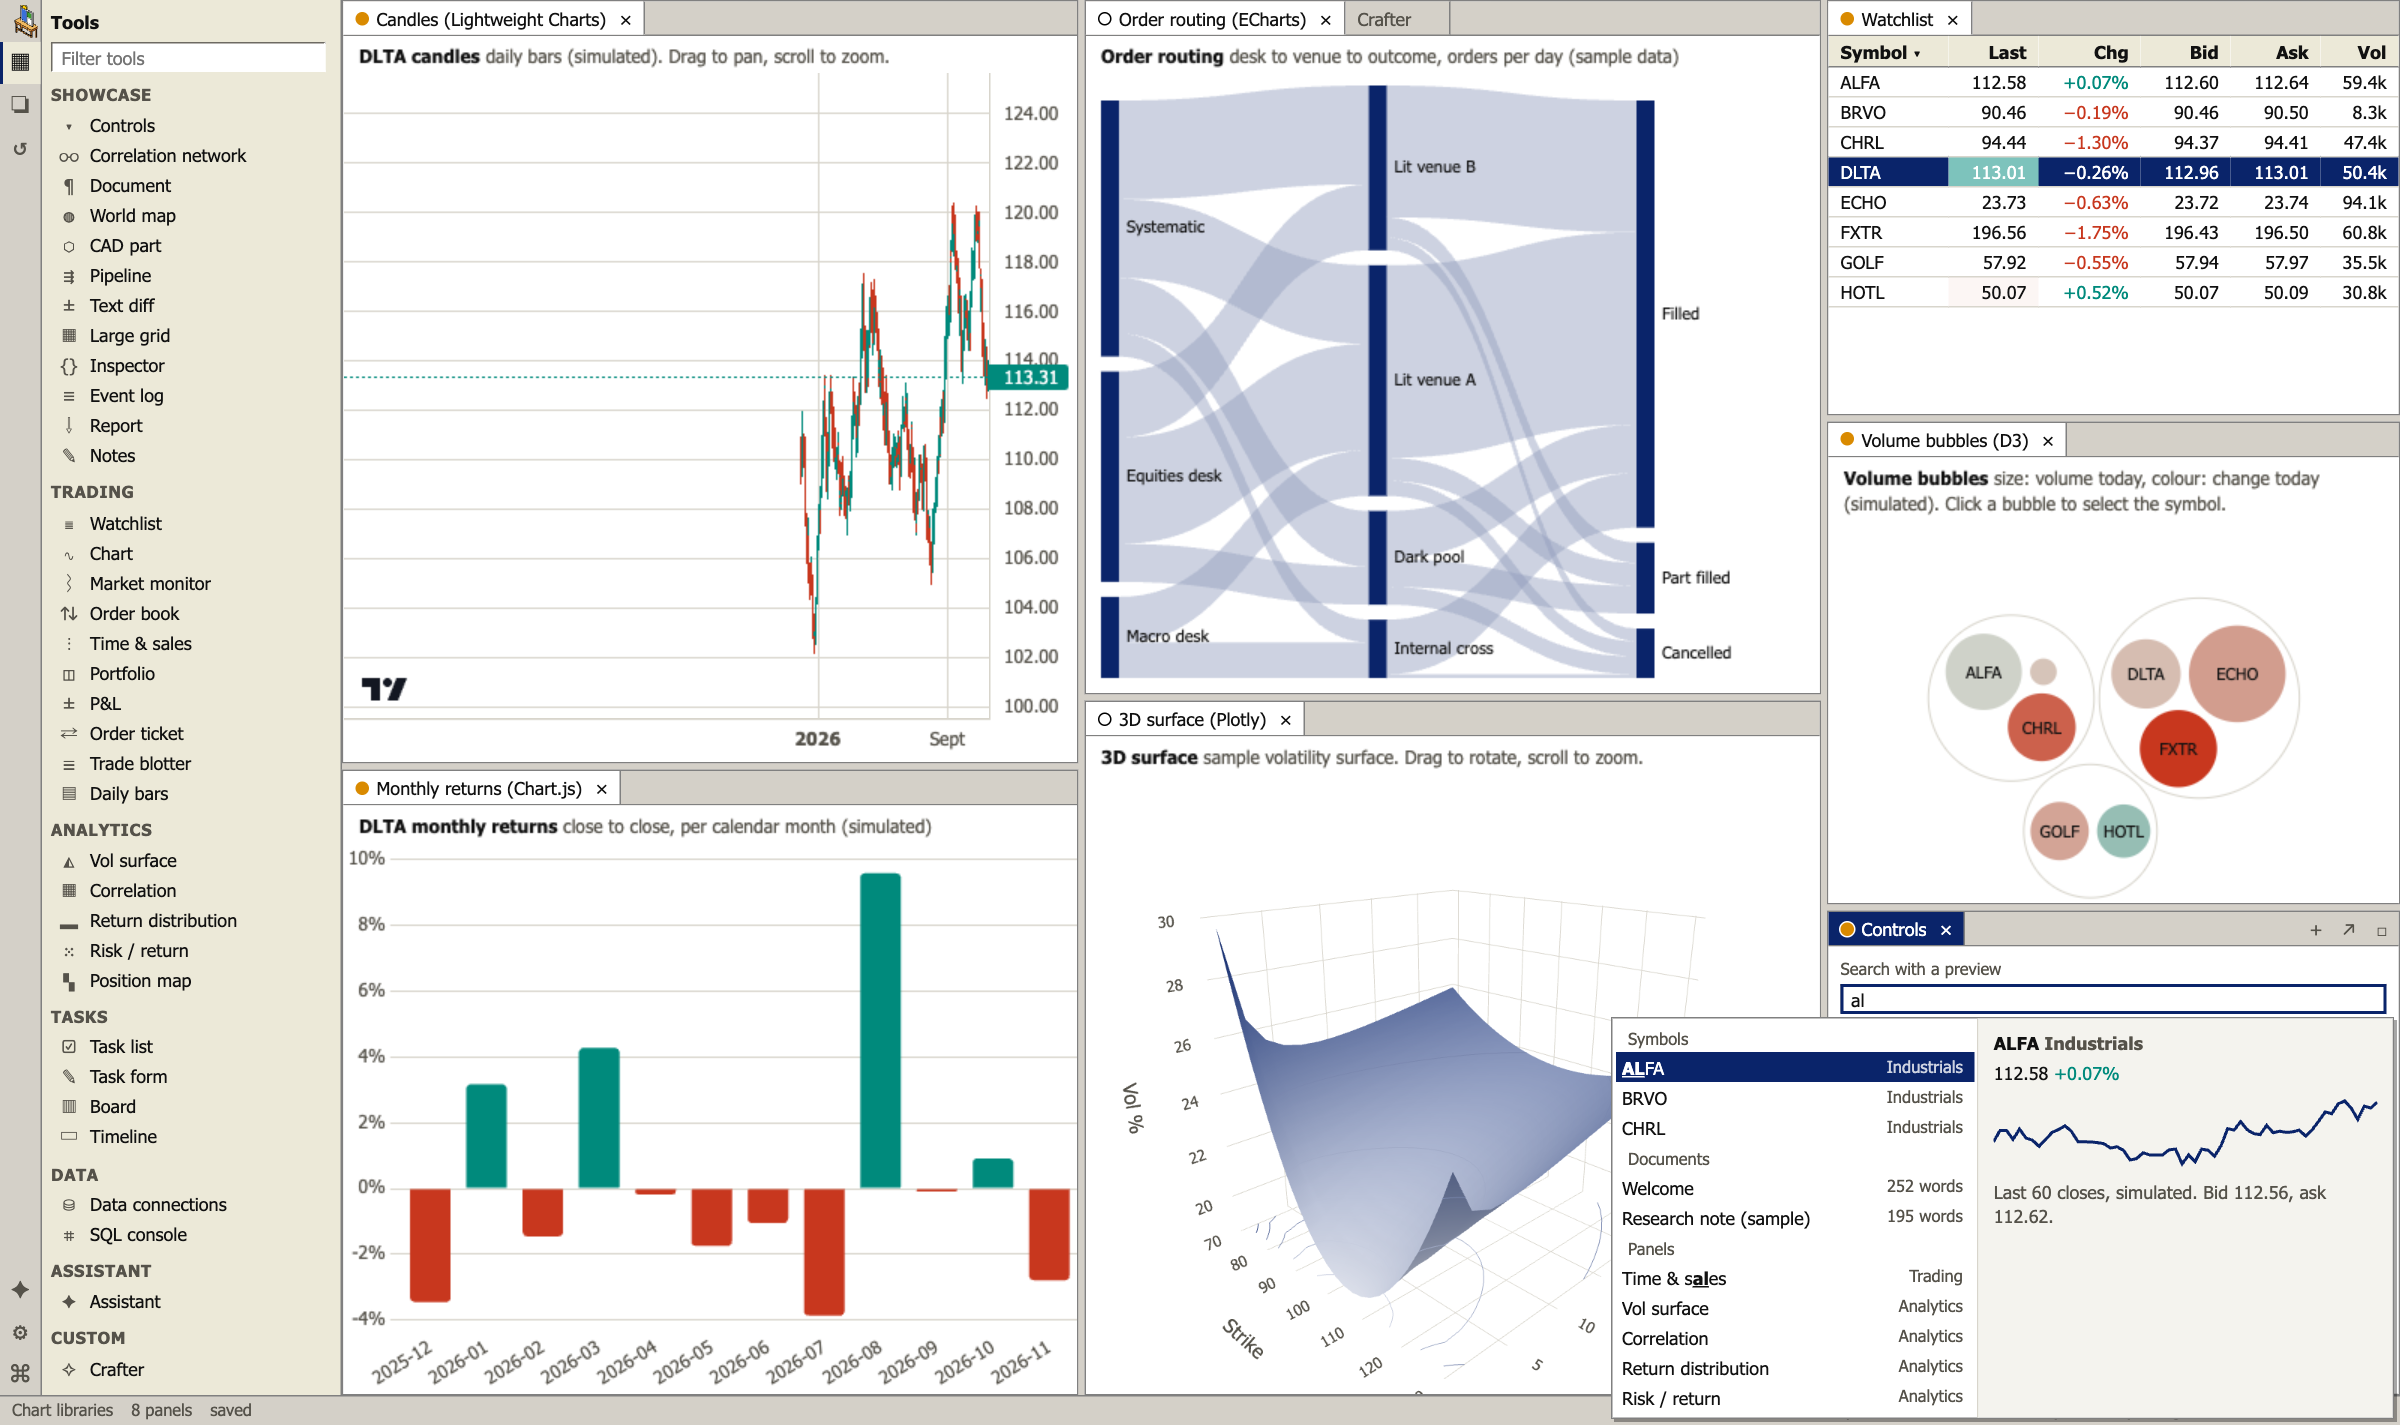 Tools
Filter tools
SHOWCASE
Controls
Correlation network
Document
World map
CAD part
Pipeline
Text diff
Large grid
Inspector
Event log
Report
Notes
TRADING
Watchlist
Chart
Market monitor
Order book
Time & sales
Portfolio
P&L
Order ticket
Trade blotter
Daily bars
ANALYTICS
Vol surface
Correlation
Return distribution
Risk / return
Position map
TASKS
Task list
Task form
Board
Timeline
DATA
Data connections
SQL console
ASSISTANT
Assistant
CUSTOM
Crafter
Chart libraries 8 panels saved
Candles (Lightweight Charts)
DLTA candles daily bars (simulated). Drag to pan, scroll to zoom.
124.00
122.00
120.00
118.00
116.00
114.00
113.31
112.00
110.00
108.00
106.00
104.00
102.00
100.00
2026 Sept
Monthly returns (Chart.js)
DLTA monthly returns close to close, per calendar month (simulated)
10%
8%
6%
4%
2%
0%
-2%
-4%
2025-12 2026-01 2026-02 2026-03 2026-04 2026-05 2026-06 2026-07 2026-08 2026-09 2026-10 2026-11
Order routing (ECharts) Crafter
Order routing desk to venue to outcome, orders per day (sample data)
Systematic
Equities desk
Macro desk
Lit venue B
Lit venue A
Dark pool
Internal cross
Filled
Part filled
Cancelled
3D surface (Plotly)
3D surface sample volatility surface. Drag to rotate, scroll to zoom.
30
28
26
24
22
20
Vol %
70
80
90
100
110
120
Strike
5
10
Watchlist
Symbol Last Chg Bid Ask Vol
ALFA 112.58 +0.07% 112.60 112.64 59.4k
BRVO 90.46 −0.19% 90.46 90.50 8.3k
CHRL 94.44 −1.30% 94.37 94.41 47.4k
DLTA 113.01 −0.26% 112.96 113.01 50.4k
ECHO 23.73 −0.63% 23.72 23.74 94.1k
FXTR 196.56 −1.75% 196.43 196.50 60.8k
GOLF 57.92 −0.55% 57.94 57.97 35.5k
HOTL 50.07 +0.52% 50.07 50.09 30.8k
Volume bubbles (D3)
Volume bubbles size: volume today, colour: change today
(simulated). Click a bubble to select the symbol.
ALFA
CHRL
DLTA
ECHO
FXTR
GOLF
HOTL
Controls
Search with a preview
al
Symbols
ALFA Industrials
BRVO Industrials
CHRL Industrials
Documents
Welcome 252 words
Research note (sample) 195 words
Panels
Time & sales Trading
Vol surface Analytics
Correlation Analytics
Return distribution Analytics
Risk / return Analytics
ALFA Industrials
112.58 +0.07%
Last 60 closes, simulated. Bid 112.56, ask
112.62.